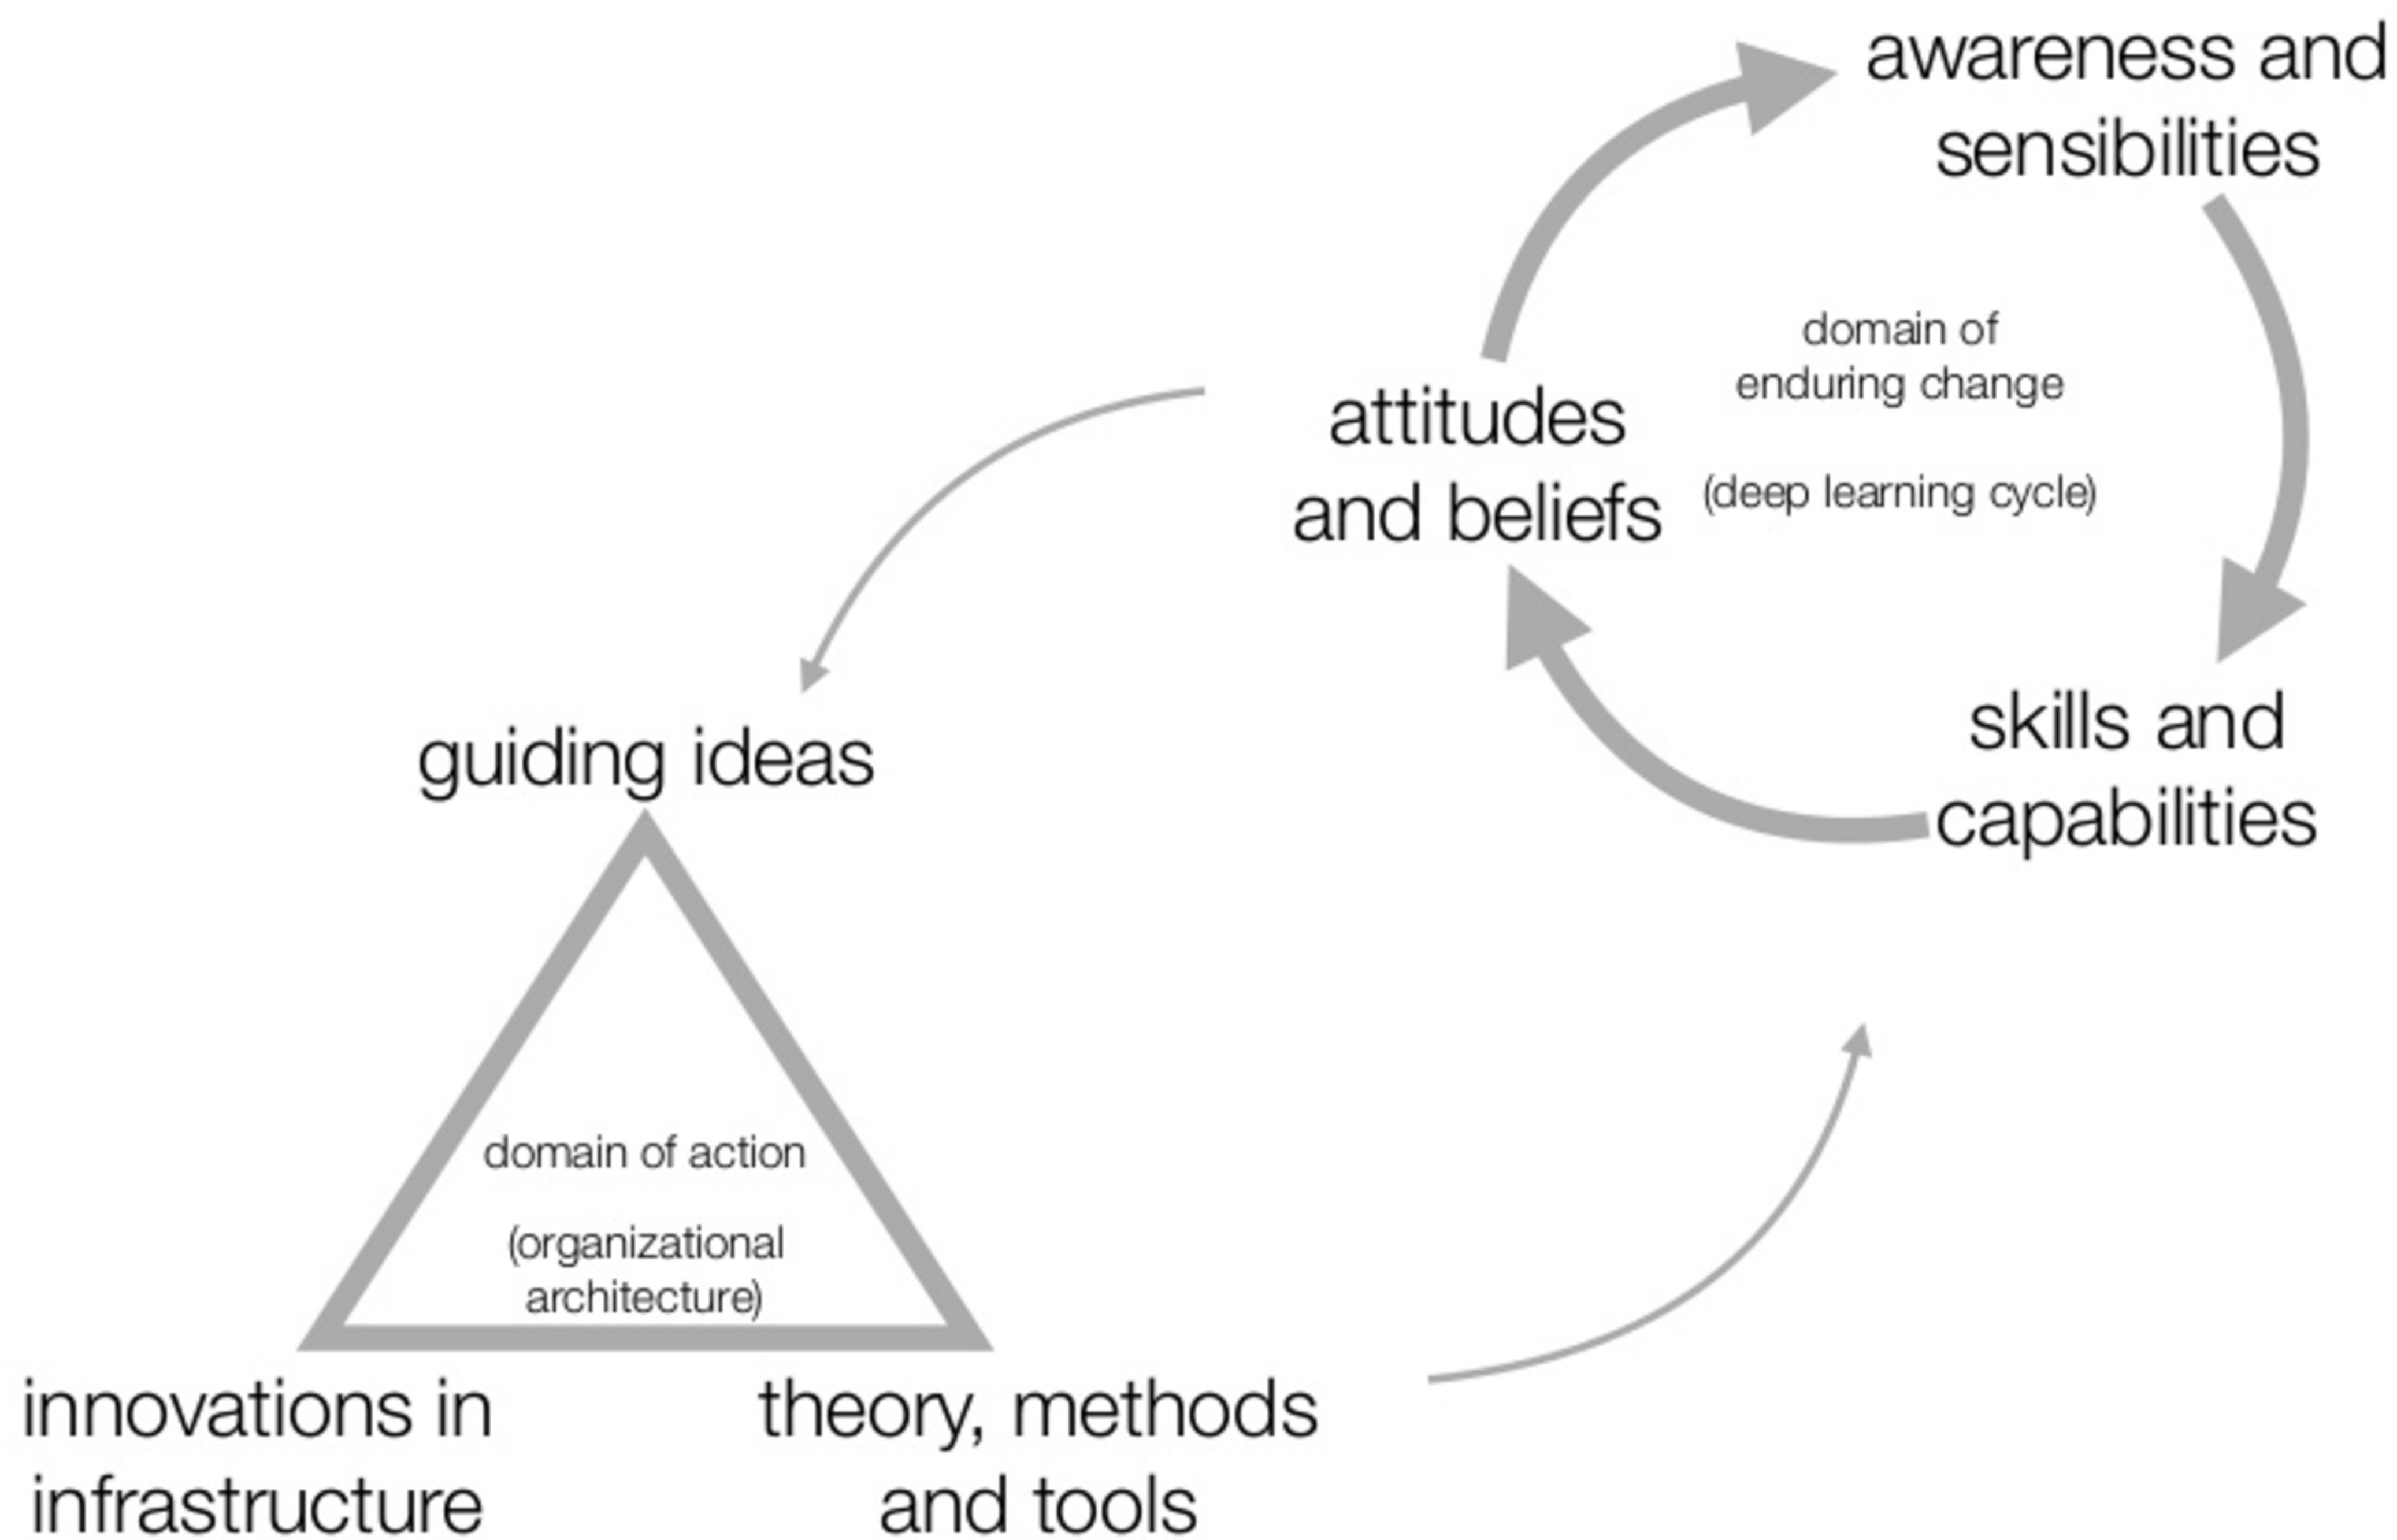 awareness and
sensibilities
domain of
enduring change
(deep learning cycle)
attitudes
and beliefs
skills and
capabilities
guiding ideas
domain of action
(organizational
architecture)
innovations in
infrastructure
theory, methods
and tools